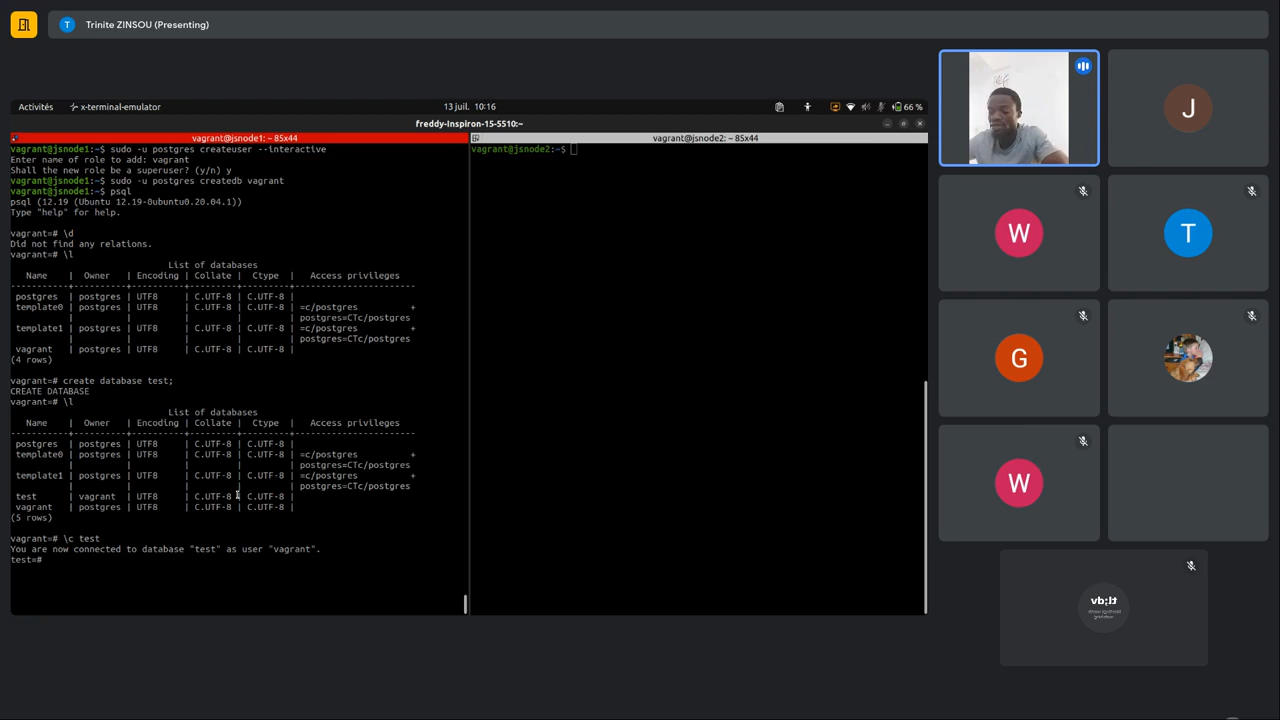 T Trinite ZINSOU (Presenting)
Activités x-terminal-emulator 13 juil. 10:16 66 %
freddy-Inspiron-15-5510:~
vagrant@jsnode1: ~ 85x44
vagrant@jsnode1:~$ sudo -u postgres createuser --interactive
Enter name of role to add: vagrant
Shall the new role be a superuser? (y/n) y
vagrant@jsnode1:~$ sudo -u postgres createdb vagrant
vagrant@jsnode1:~$ psql
psql (12.19 (Ubuntu 12.19-0ubuntu0.20.04.1))
Type "help" for help.
vagrant=# \d
Did not find any relations.
vagrant=# \l
List of databases
Name | Owner | Encoding | Collate | Ctype | Access privileges
-----------+----------+----------+---------+---------+-----------------------
postgres | postgres | UTF8 | C.UTF-8 | C.UTF-8 |
template0 | postgres | UTF8 | C.UTF-8 | C.UTF-8 | =c/postgres +
| | | | | postgres=CTc/postgres
template1 | postgres | UTF8 | C.UTF-8 | C.UTF-8 | =c/postgres +
| | | | | postgres=CTc/postgres
vagrant | postgres | UTF8 | C.UTF-8 | C.UTF-8 |
(4 rows)
vagrant=# create database test;
CREATE DATABASE
vagrant=# \l
List of databases
Name | Owner | Encoding | Collate | Ctype | Access privileges
-----------+----------+----------+---------+---------+-----------------------
postgres | postgres | UTF8 | C.UTF-8 | C.UTF-8 |
template0 | postgres | UTF8 | C.UTF-8 | C.UTF-8 | =c/postgres +
| | | | | postgres=CTc/postgres
template1 | postgres | UTF8 | C.UTF-8 | C.UTF-8 | =c/postgres +
| | | | | postgres=CTc/postgres
test | vagrant | UTF8 | C.UTF-8 | C.UTF-8 |
vagrant | postgres | UTF8 | C.UTF-8 | C.UTF-8 |
(5 rows)
vagrant=# \c test
You are now connected to database "test" as user "vagrant".
test=#
vagrant@jsnode2: ~ 85x44
vagrant@jsnode2:~$
J
W
T
G
W